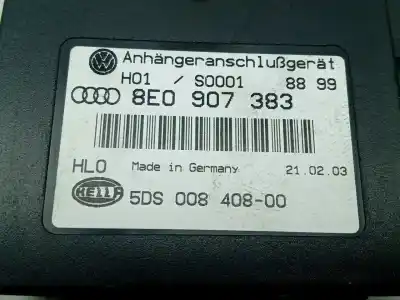 Anhängeranschlußgerät
H01 / S0001 88 99
8E0 907 383
HL0 Made in Germany 21.02.03
HELLA 5DS 008 408-00